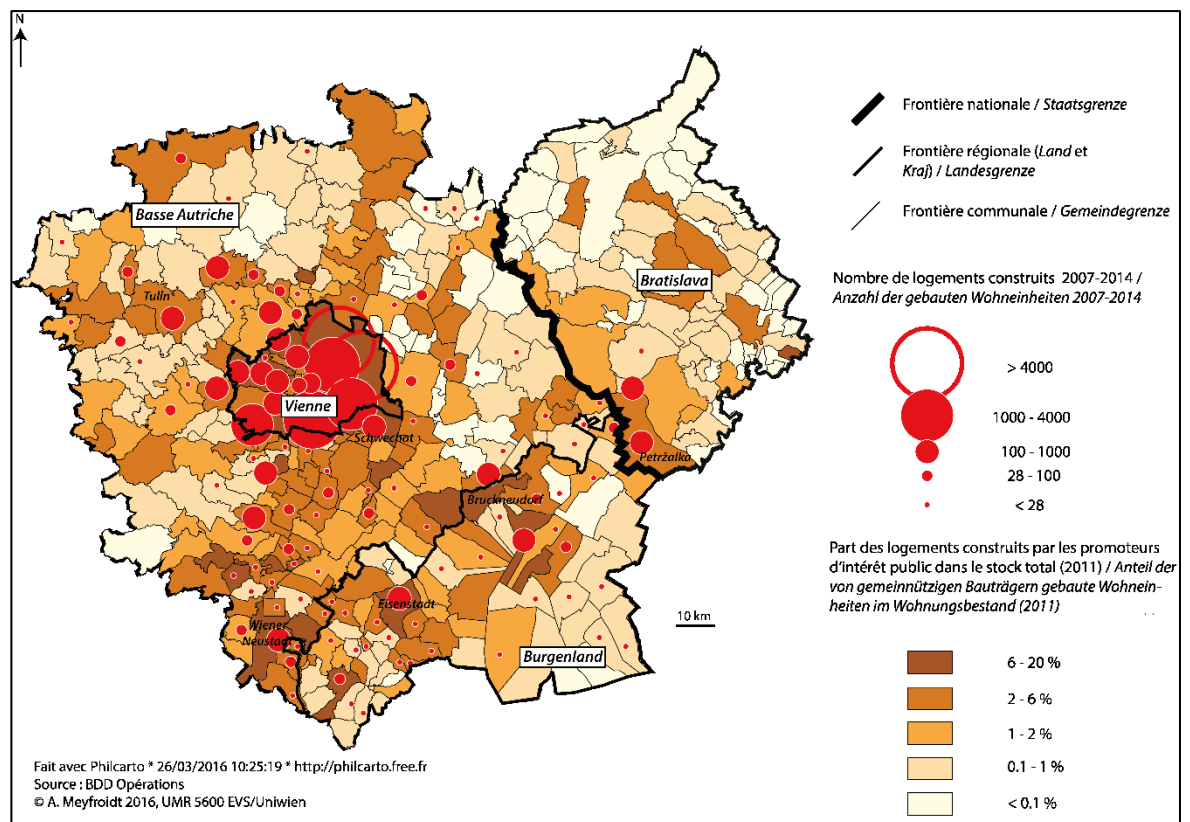 N
Basse Autriche
Tulln
Vienne
Schwechat
Bratislava
Petržalka
Bruckneudorf
Eisenstadt
Wiener
Neustadt
Burgenland
10 km
Frontière nationale / Staatsgrenze
Frontière régionale (Land et
Kraj) / Landesgrenze
Frontière communale / Gemeindegrenze
Nombre de logements construits 2007-2014 /
Anzahl der gebauten Wohneinheiten 2007-2014
> 4000
1000 - 4000
100 - 1000
28 - 100
< 28
Part des logements construits par les promoteurs
d'intérêt public dans le stock total (2011) / Anteil der
von gemeinnützigen Bauträgern gebaute Wohnein-
heiten im Wohnungsbestand (2011)
6 - 20 %
2 - 6 %
1 - 2 %
0.1 - 1 %
< 0.1 %
Fait avec Philcarto * 26/03/2016 10:25:19 * http://philcarto.free.fr
Source : BDD Opérations
© A. Meyfroidt 2016, UMR 5600 EVS/Uniwien